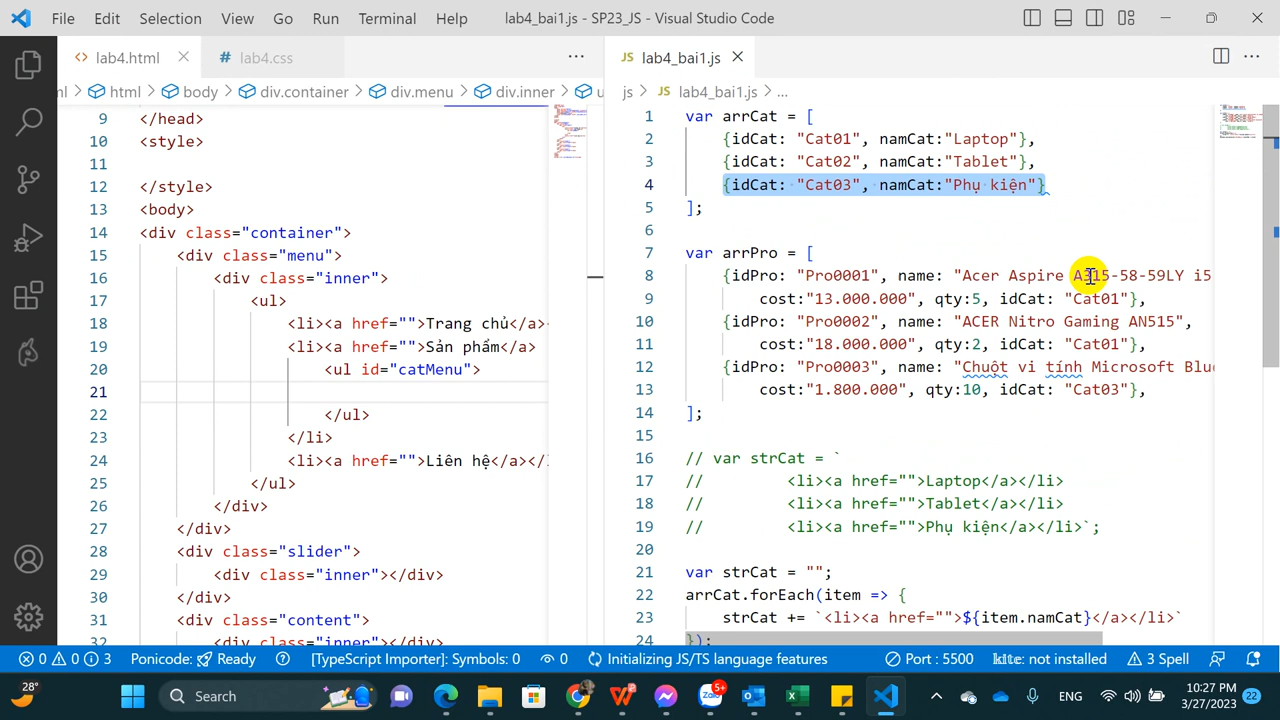 File Edit Selection View Go Run Terminal Help lab4_bai1.js - SP23_JS - Visual Studio Code
lab4.html # lab4.css
html body div.container div.menu div.inner
9 </head>
10 <style>
11
12 </style>
13 <body>
14 <div class="container">
15 <div class="menu">
16 <div class="inner">
17 <ul>
18 <li><a href="">Trang chủ</a>
19 <li><a href="">Sản phẩm</a>
20 <ul id="catMenu">
21
22 </ul>
23 </li>
24 <li><a href="">Liên hệ</a></
25 </ul>
26 </div>
27 </div>
28 <div class="slider">
29 <div class="inner"></div>
30 </div>
31 <div class="content">
32 <div class="inner"></div>
JS lab4_bai1.js
js JS lab4_bai1.js ...
1 var arrCat = [
2 {idCat: "Cat01", namCat:"Laptop"},
3 {idCat: "Cat02", namCat:"Tablet"},
4 {idCat: "Cat03", namCat:"Phụ kiện"}
5 ];
6
7 var arrPro = [
8 {idPro: "Pro0001", name: "Acer Aspire A315-58-59LY i5
9 cost:"13.000.000", qty:5, idCat: "Cat01"},
10 {idPro: "Pro0002", name: "ACER Nitro Gaming AN515",
11 cost:"18.000.000", qty:2, idCat: "Cat01"},
12 {idPro: "Pro0003", name: "Chuột vi tính Microsoft Blu
13 cost:"1.800.000", qty:10, idCat: "Cat03"},
14 ];
15
16 // var strCat = `
17 // <li><a href="">Laptop</a></li>
18 // <li><a href="">Tablet</a></li>
19 // <li><a href="">Phụ kiện</a></li>`;
20
21 var strCat = "";
22 arrCat.forEach(item => {
23 strCat += `<li><a href="">${item.namCat}</a></li>`
24 });
0 0 3 Ponicode: Ready [TypeScript Importer]: Symbols: 0 0 Initializing JS/TS language features Port : 5500 kite: not installed 3 Spell
28° Search 5+ ENG 10:27 PM 22
3/27/2023